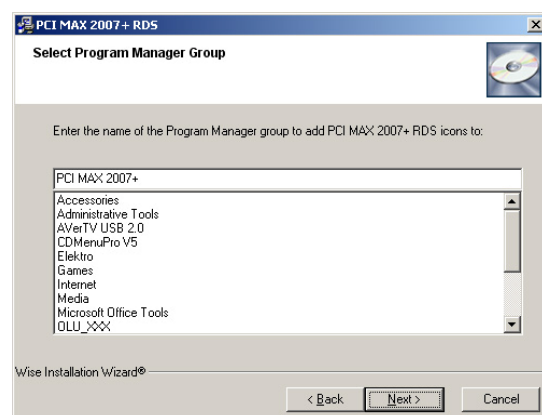 PCI MAX 2007+ RDS
Select Program Manager Group
Enter the name of the Program Manager group to add PCI MAX 2007+ RDS icons to:
PCI MAX 2007+
Accessories
Administrative Tools
AVerTV USB 2.0
CDMenuPro V5
Elektro
Games
Internet
Media
Microsoft Office Tools
OLU_XXX
Wise Installation Wizard®
< Back
Next >
Cancel